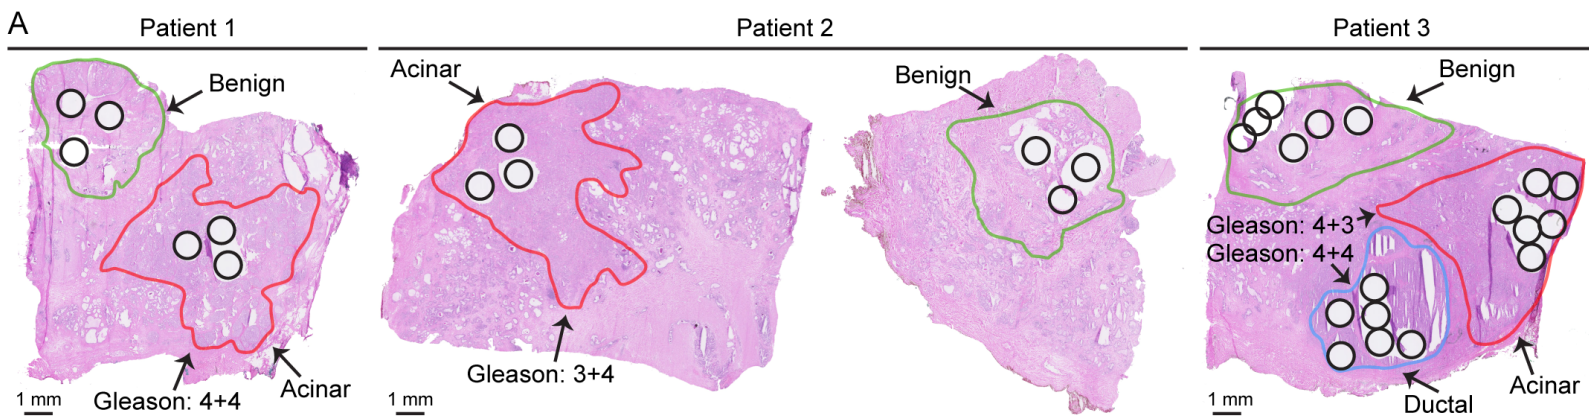 A
Patient 1
Patient 2
Patient 3
Benign
Gleason: 4+4
Acinar
1 mm
Acinar
Gleason: 3+4
1 mm
Benign
Benign
Gleason: 4+3
Gleason: 4+4
Ductal
Acinar
1 mm